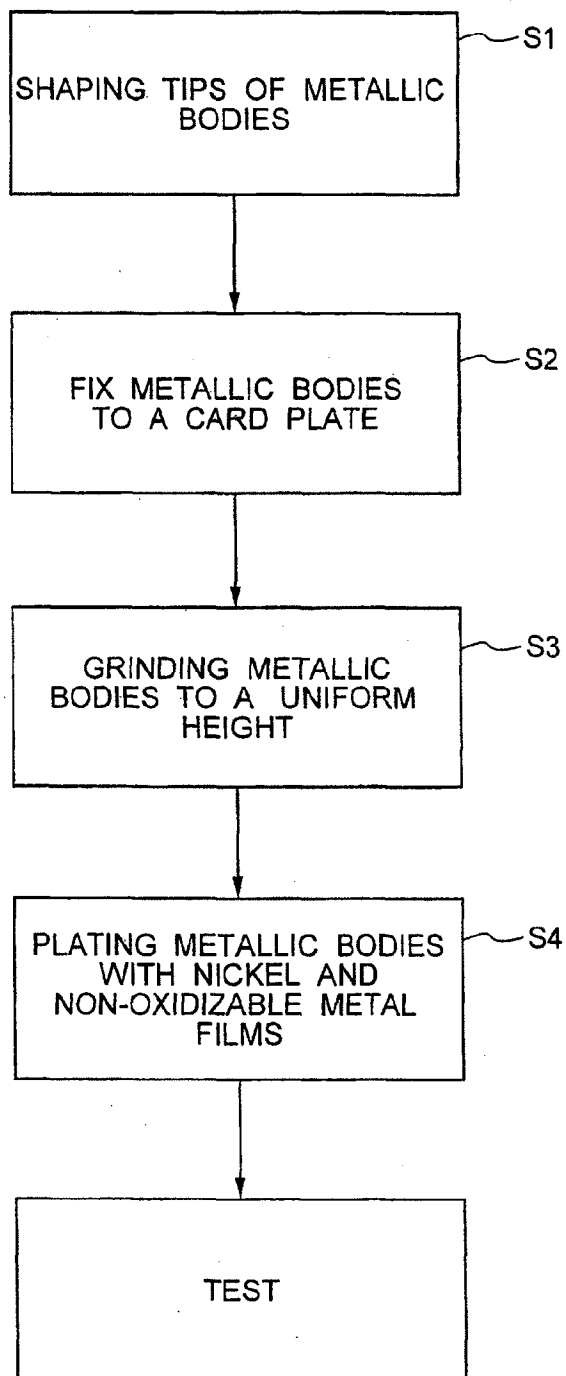 S1
SHAPING TIPS OF METALLIC
BODIES
S2
FIX METALLIC BODIES
TO A CARD PLATE
S3
GRINDING METALLIC
BODIES TO A UNIFORM
HEIGHT
S4
PLATING METALLIC BODIES
WITH NICKEL AND
NON-OXIDIZABLE METAL
FILMS
TEST